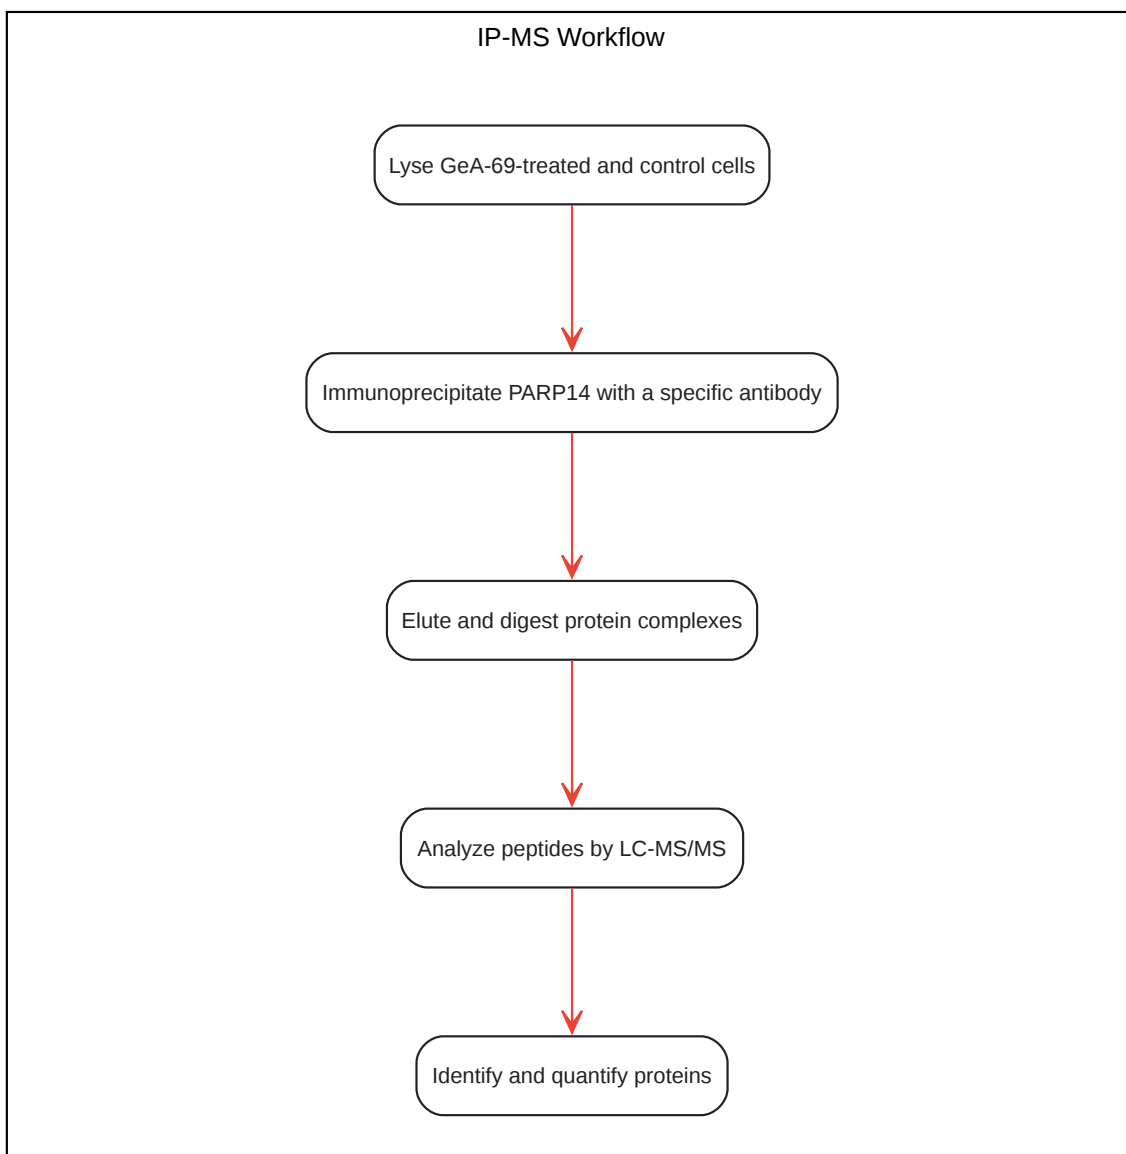 IP-MS Workflow
Lyse GeA-69-treated and control cells
Immunoprecipitate PARP14 with a specific antibody
Elute and digest protein complexes
Analyze peptides by LC-MS/MS
Identify and quantify proteins